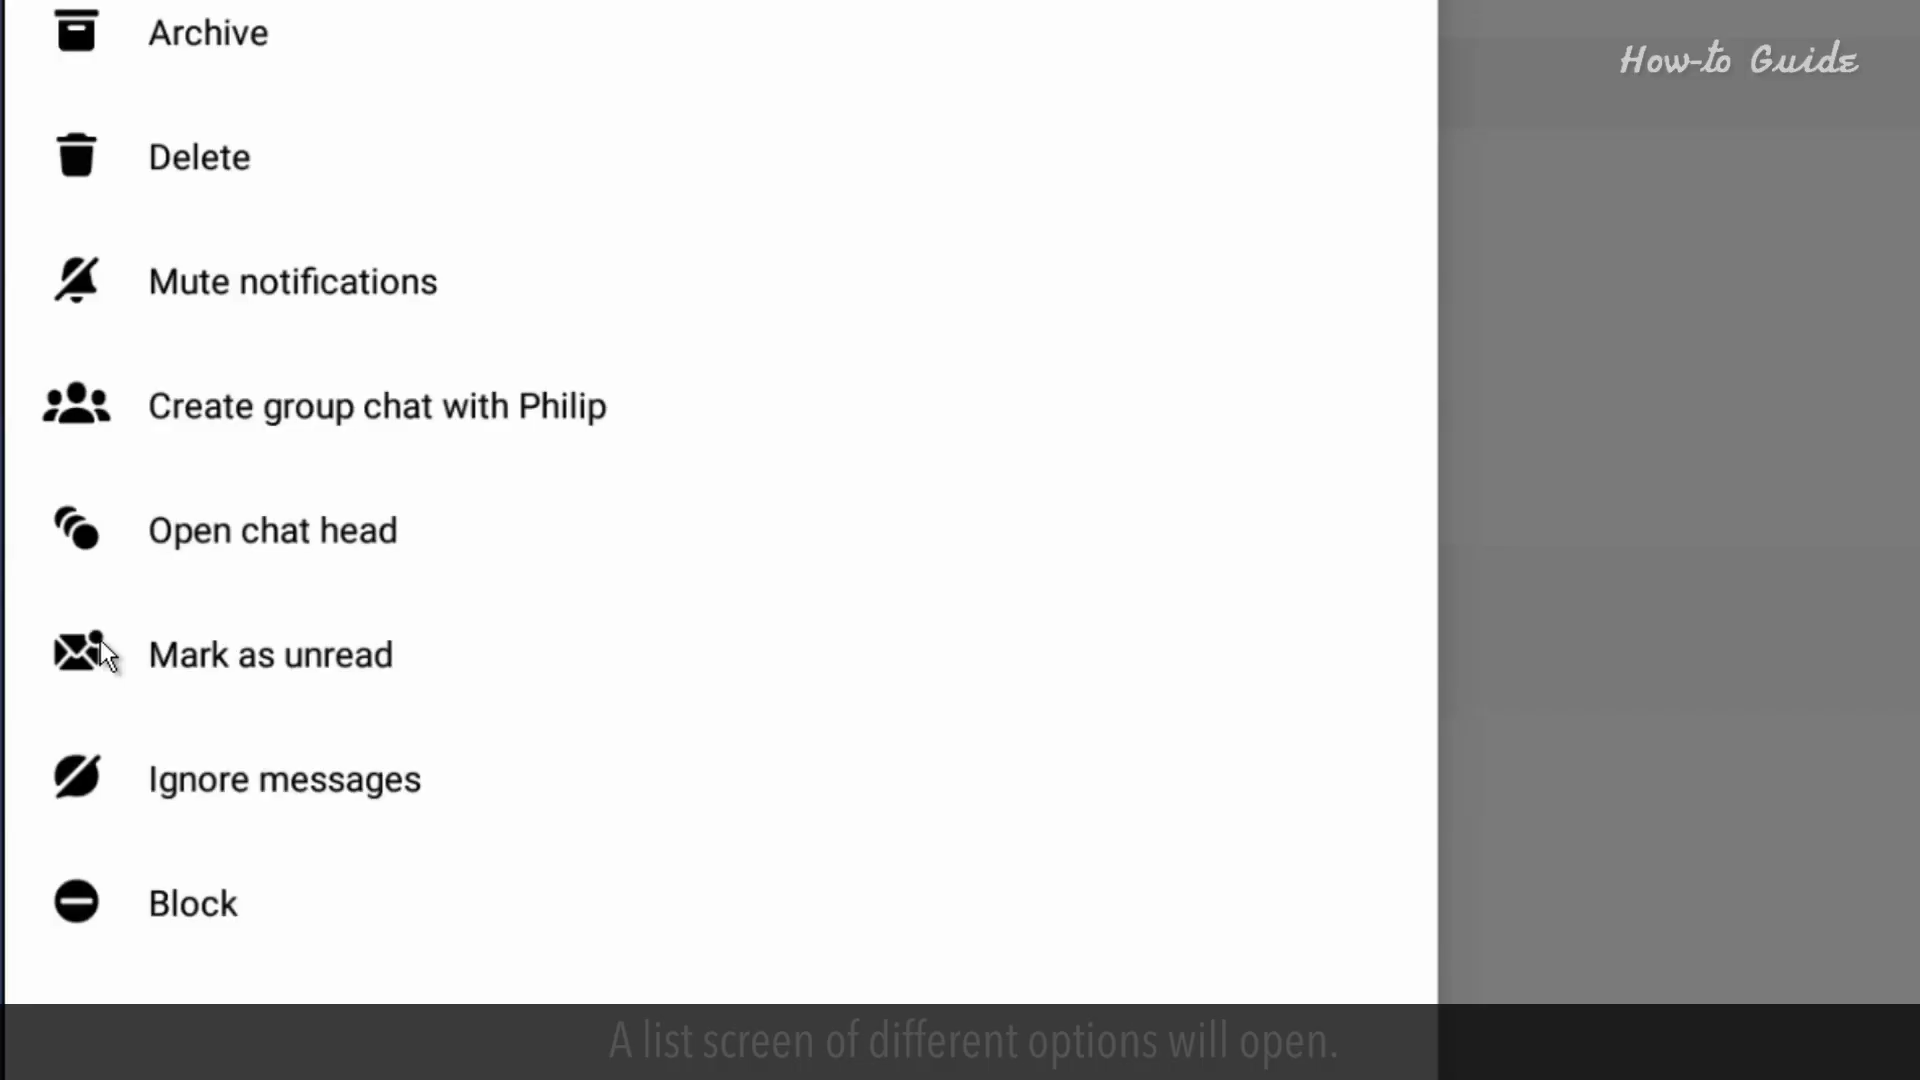 Archive
How-to Guide
Delete
Mute notifications
Create group chat with Philip
Open chat head
Mark as unread
Ignore messages
Block
A list screen of different options will open.